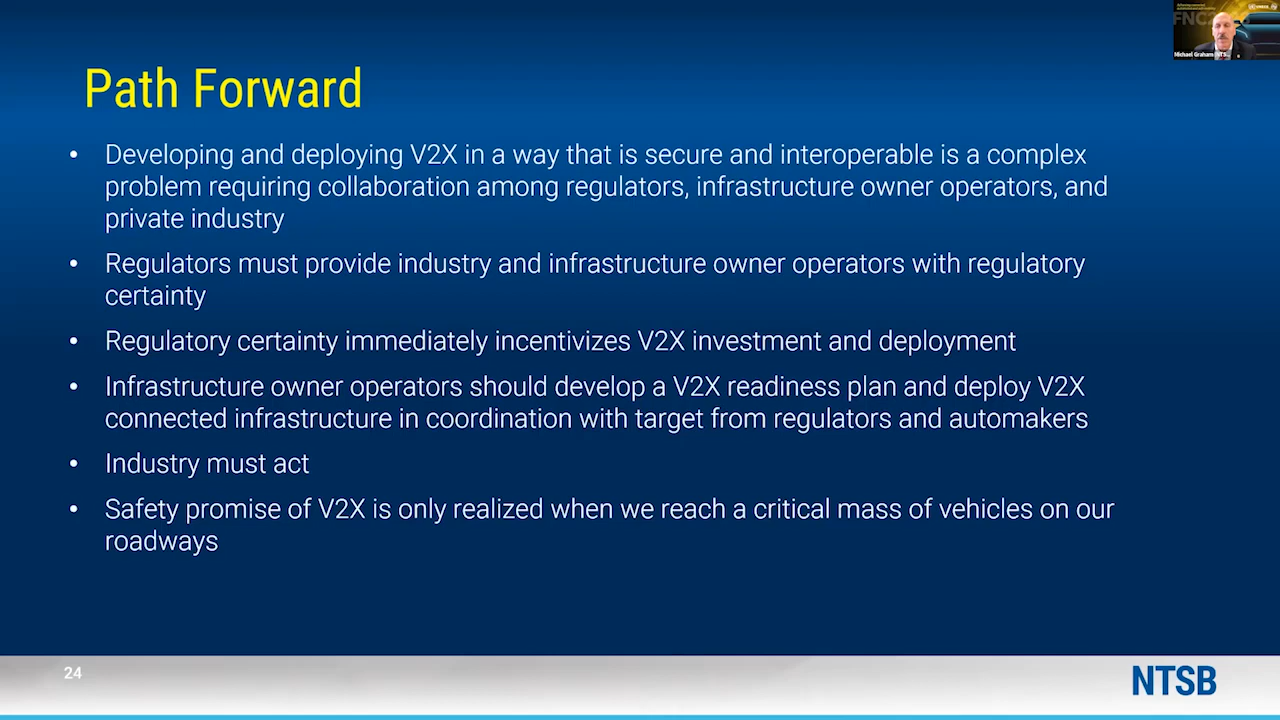 FNC2
Michael Graham NTS...
Path Forward
• Developing and deploying V2X in a way that is secure and interoperable is a complex
problem requiring collaboration among regulators, infrastructure owner operators, and
private industry
• Regulators must provide industry and infrastructure owner operators with regulatory
certainty
• Regulatory certainty immediately incentivizes V2X investment and deployment
• Infrastructure owner operators should develop a V2X readiness plan and deploy V2X
connected infrastructure in coordination with target from regulators and automakers
• Industry must act
• Safety promise of V2X is only realized when we reach a critical mass of vehicles on our
roadways
24
NTSB